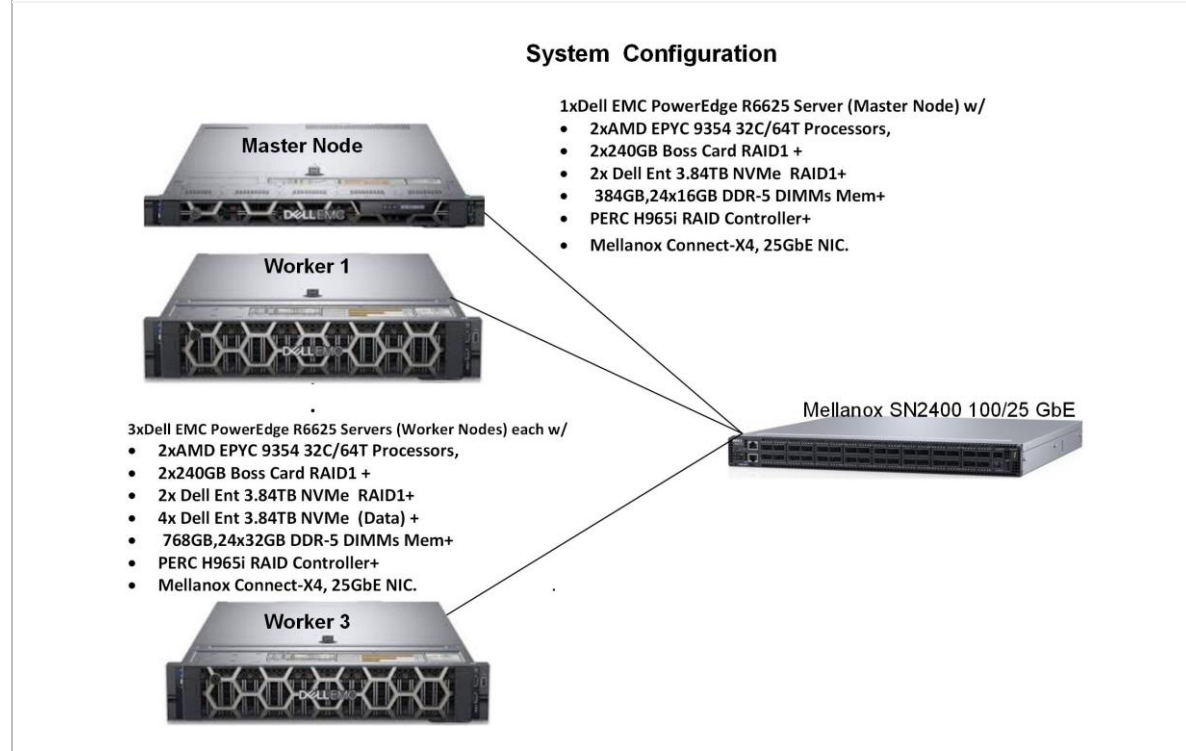 System Configuration
1xDell EMC PowerEdge R6625 Server (Master Node) w/
• 2xAMD EPYC 9354 32C/64T Processors,
• 2x240GB Boss Card RAID1 +
• 2x Dell Ent 3.84TB NVMe RAID1+
• 384GB,24x16GB DDR-5 DIMMs Mem+
• PERC H965i RAID Controller+
• Mellanox Connect-X4, 25GbE NIC.
Master Node
DELLEMC
Worker 1
DELLEMC
Mellanox SN2400 100/25 GbE
3xDell EMC PowerEdge R6625 Servers (Worker Nodes) each w/
• 2xAMD EPYC 9354 32C/64T Processors,
• 2x240GB Boss Card RAID1 +
• 2x Dell Ent 3.84TB NVMe RAID1+
• 4x Dell Ent 3.84TB NVMe (Data) +
• 768GB,24x32GB DDR-5 DIMMs Mem+
• PERC H965i RAID Controller+
• Mellanox Connect-X4, 25GbE NIC.
Worker 3
DELLEMC